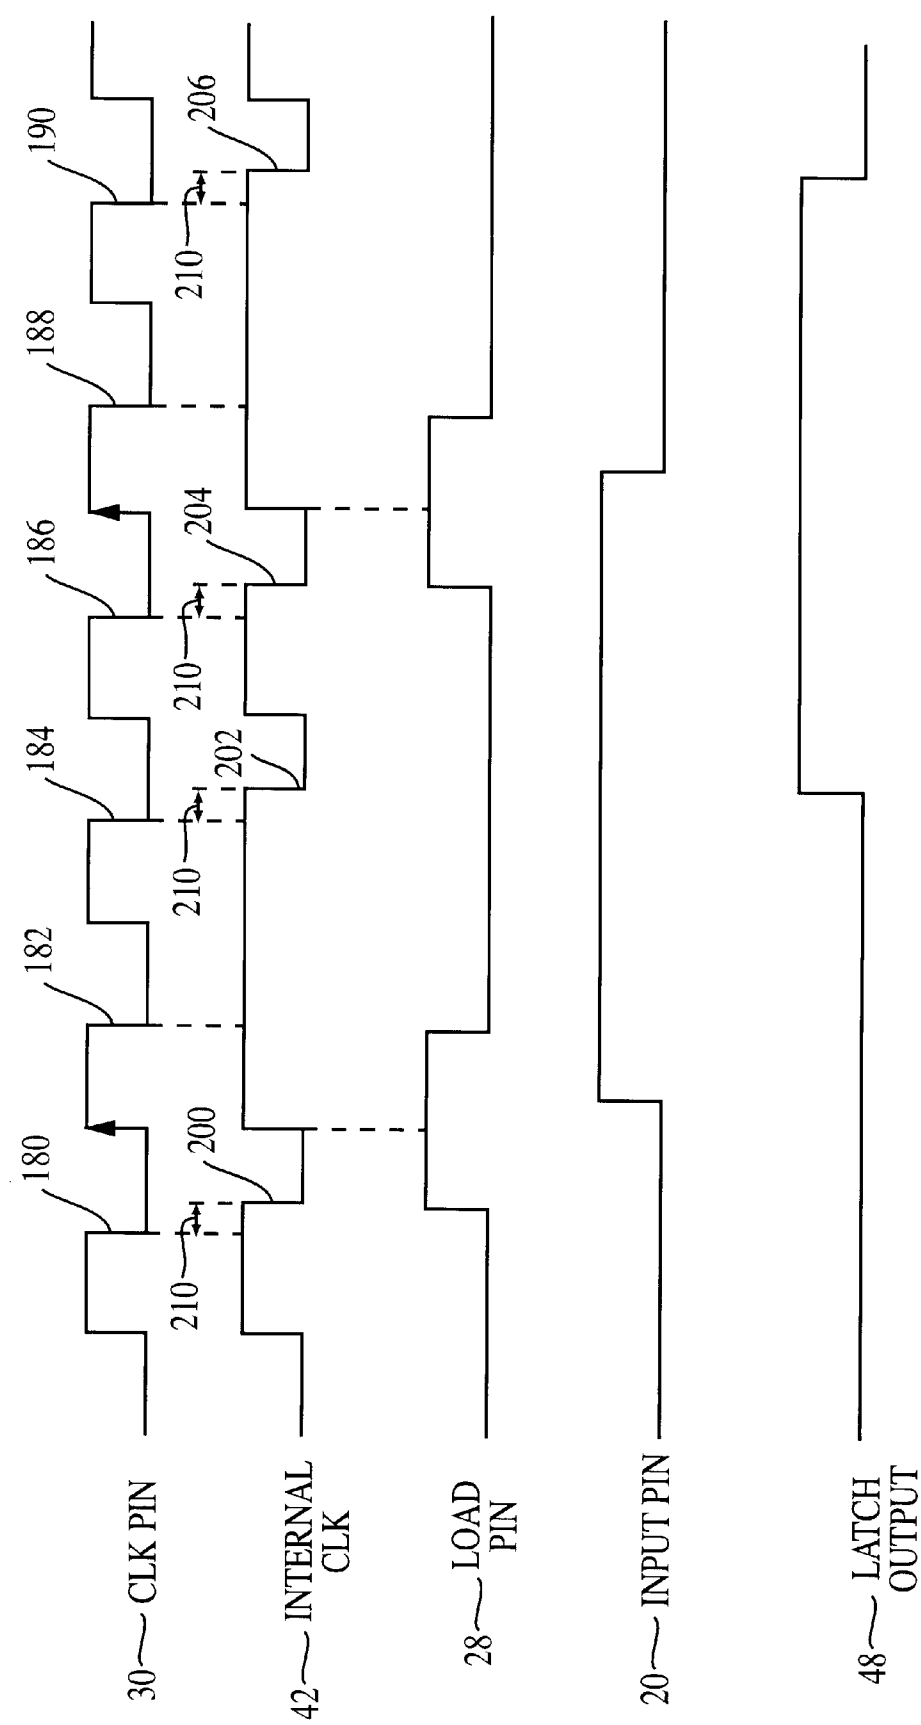 180
182
184
186
188
190
30 CLK PIN
210
200
210
202
210
204
210
206
42 INTERNAL
CLK
28 LOAD
PIN
20 INPUT PIN
48 LATCH
OUTPUT